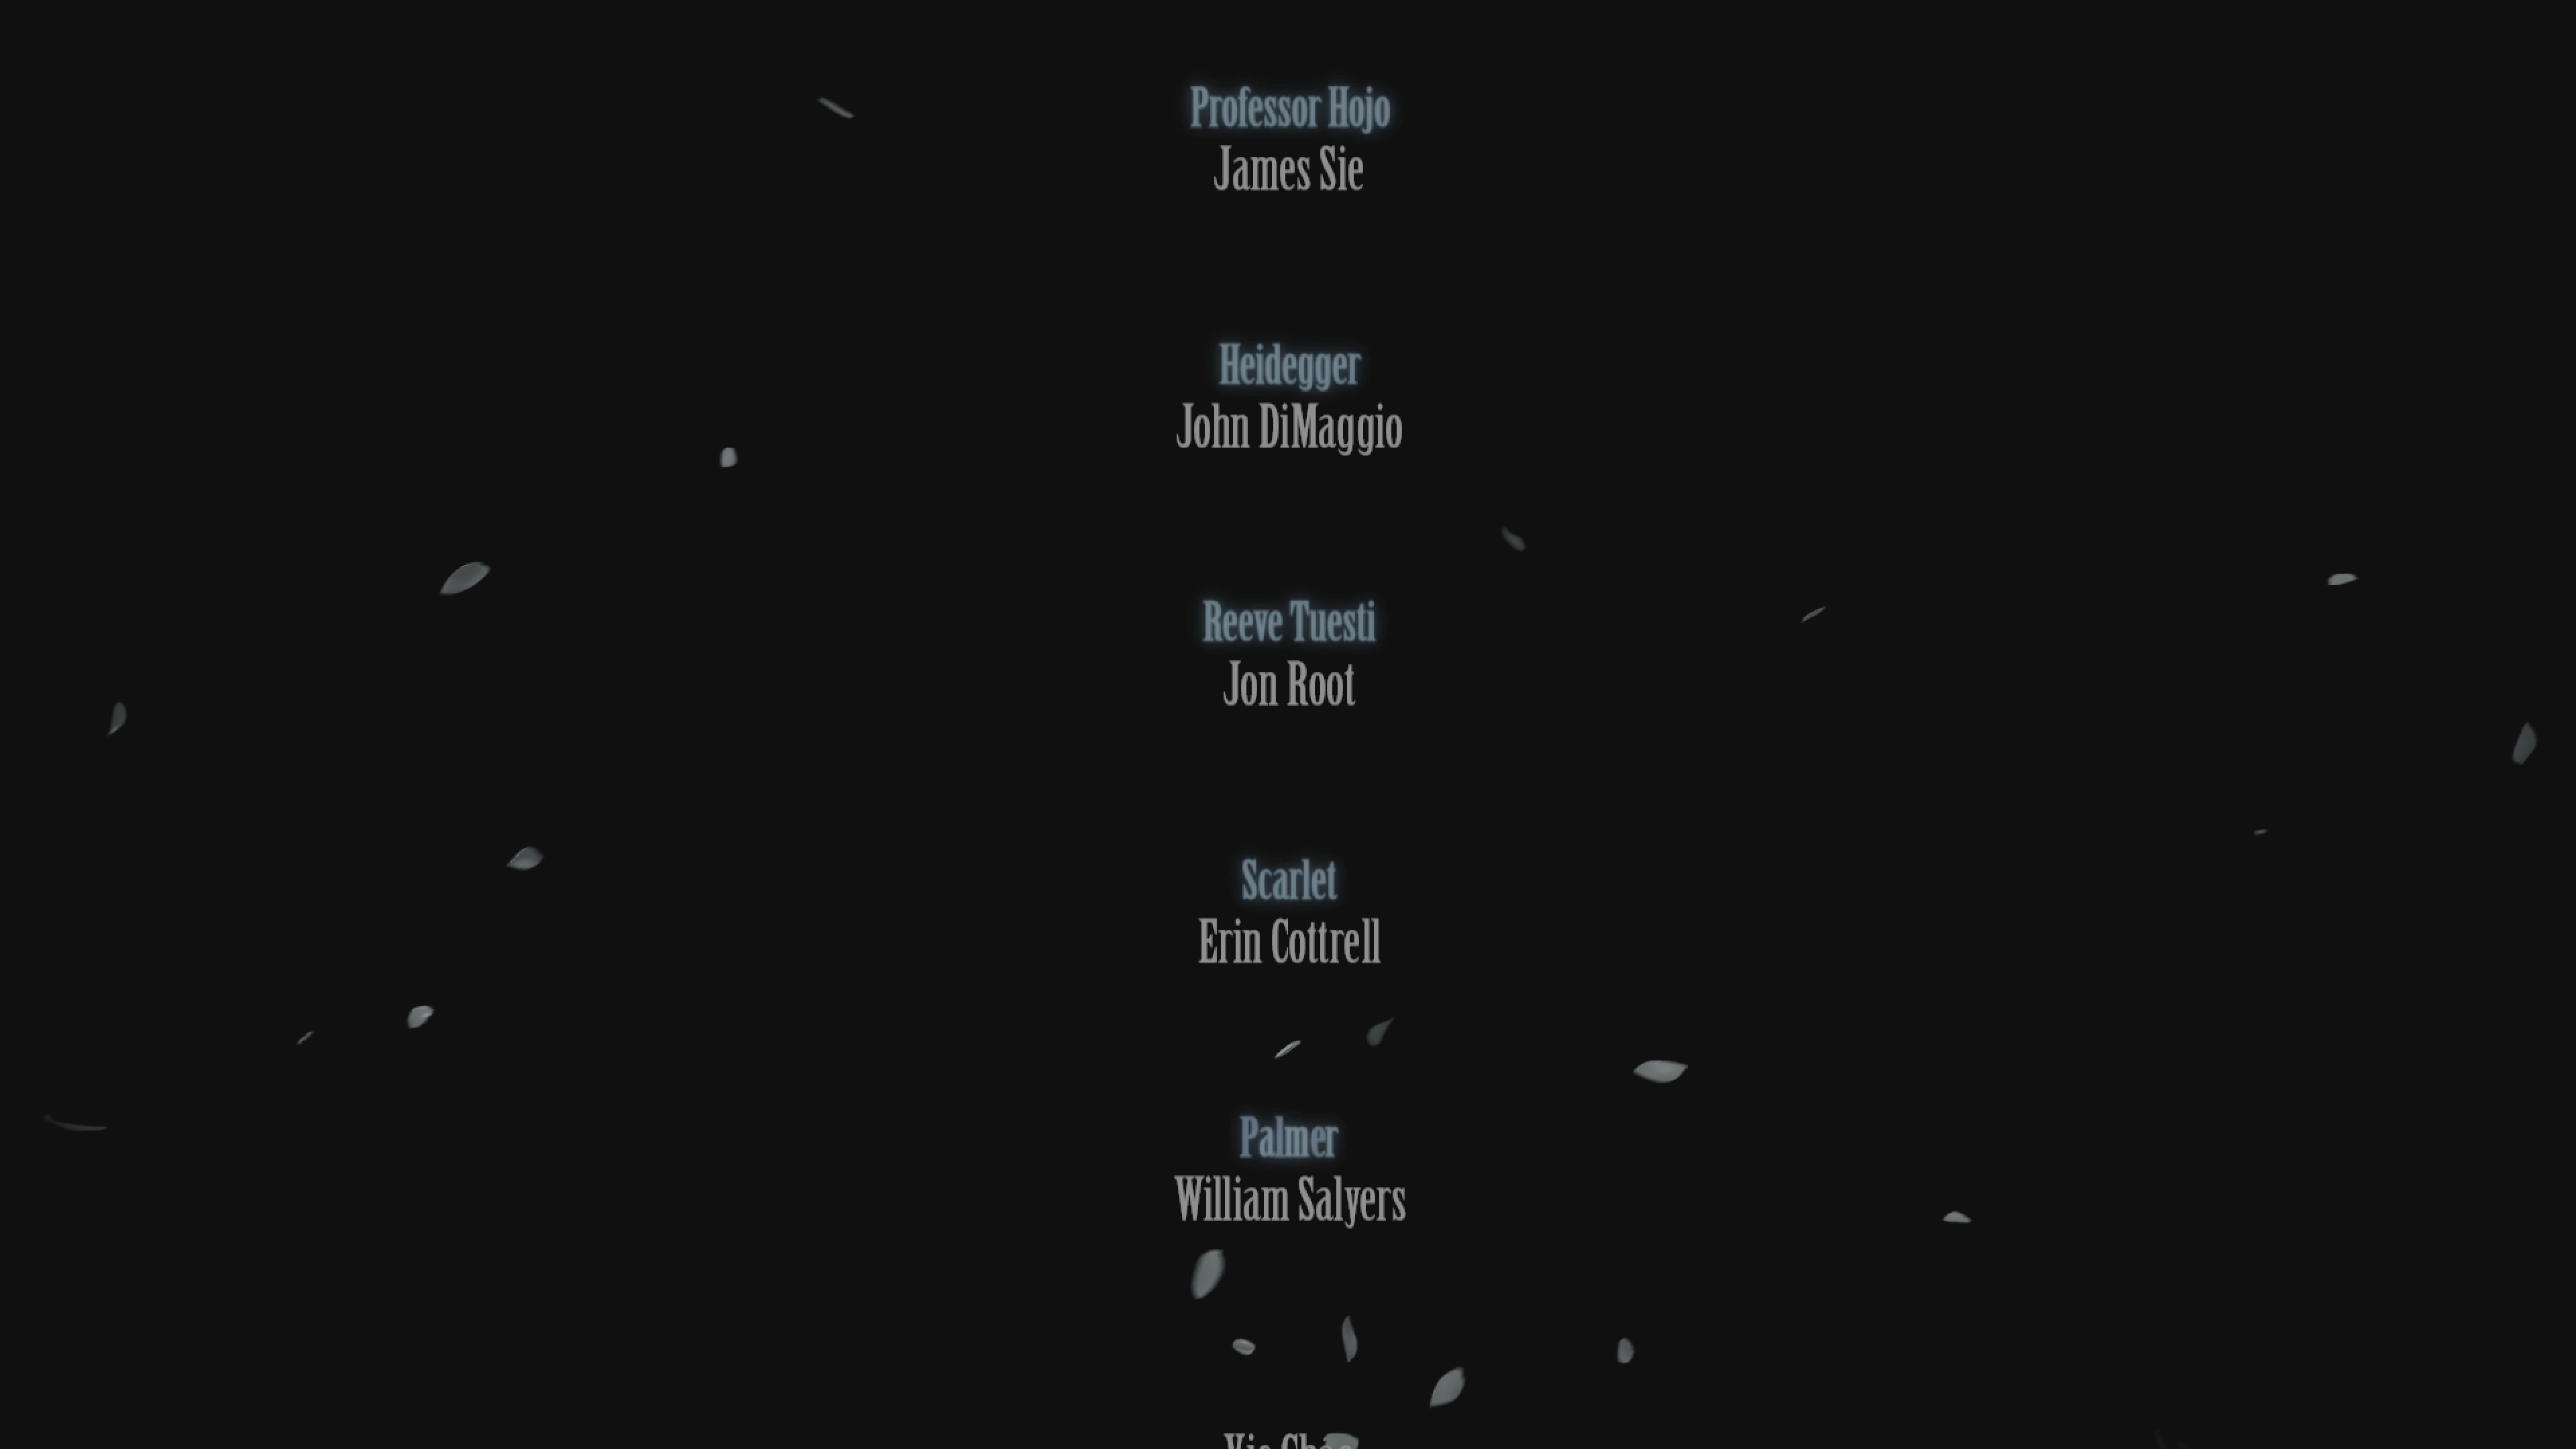 Professor Hojo
James Sie
Heidegger
John DiMaggio
Reeve Tuesti
Jon Root
Scarlet
Erin Cottrell
Palmer
William Salyers